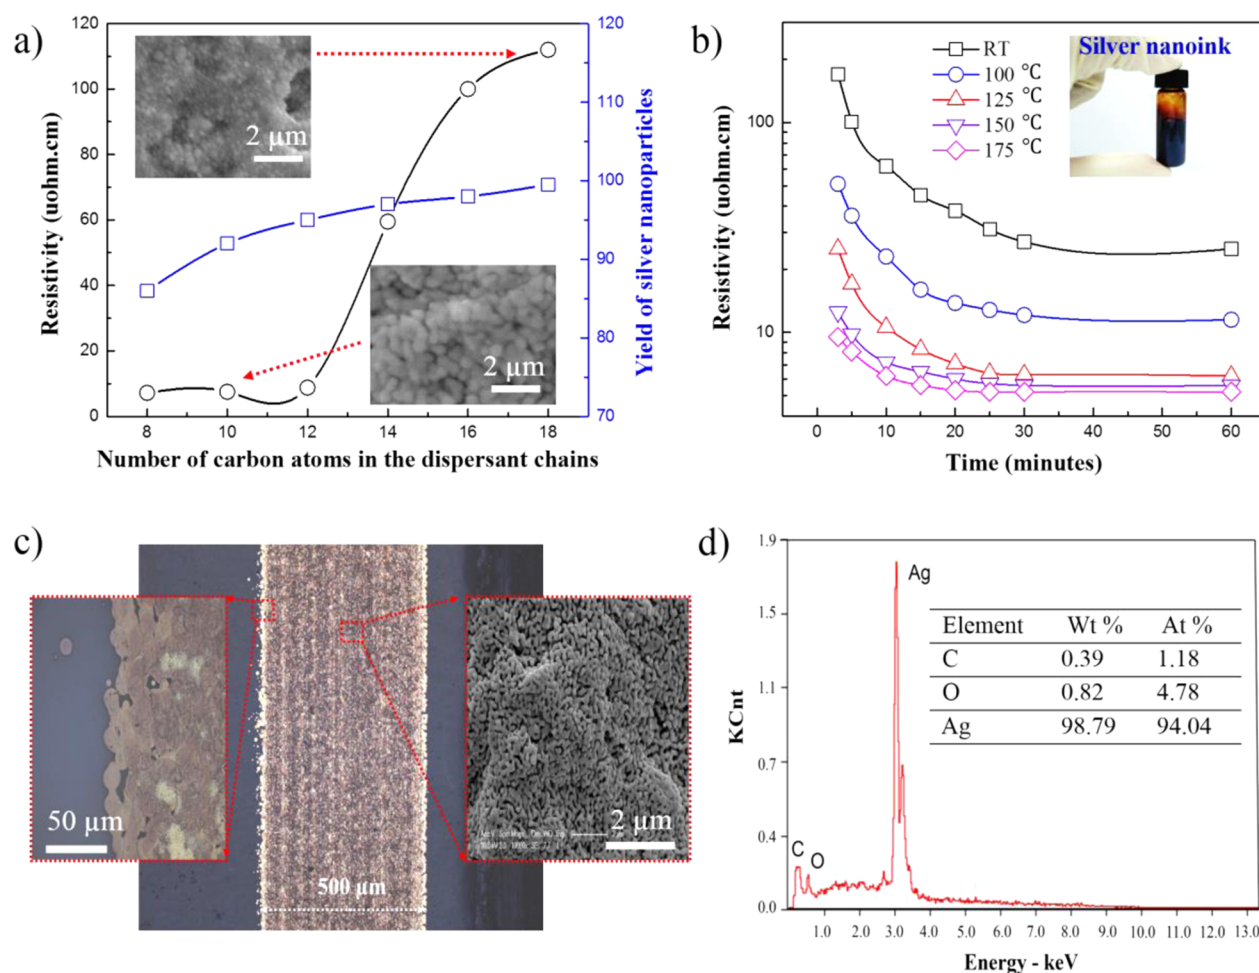 a)
Resistivity (uohm.cm)
120
110
100
80
60
40
20
10
0
2 μm
2 μm
120
110
100
90
80
70
Yield of silver nanoparticles
8 10 12 14 16 18
Number of carbon atoms in the dispersant chains
b)
Resistivity (uohm.cm)
100
10
RT
100 ℃
125 ℃
150 ℃
175 ℃
Silver nanoink
0 10 20 30 40 50 60
Time (minutes)
c)
50 μm
2 μm
500 μm
d)
KCnt
1.9
1.5
1.1
0.7
0.4
0.0
C O
Ag
Element Wt % At %
C 0.39 1.18
O 0.82 4.78
Ag 98.79 94.04
1.0 2.0 3.0 4.0 5.0 6.0 7.0 8.0 9.0 10.0 11.0 12.0 13.0
Energy - keV